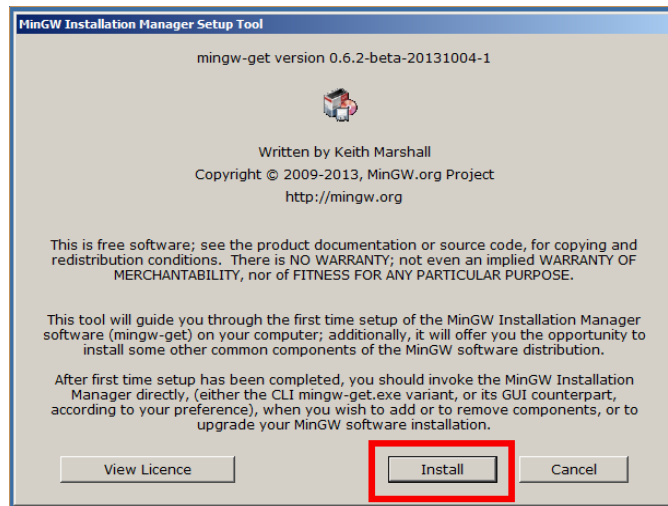 MinGW Installation Manager Setup Tool
mingw-get version 0.6.2-beta-20131004-1
Written by Keith Marshall
Copyright © 2009-2013, MinGW.org Project
http://mingw.org
This is free software; see the product documentation or source code, for copying and
redistribution conditions.  There is NO WARRANTY; not even an implied WARRANTY OF
MERCHANTABILITY, nor of FITNESS FOR ANY PARTICULAR PURPOSE.
This tool will guide you through the first time setup of the MinGW Installation Manager
software (mingw-get) on your computer; additionally, it will offer you the opportunity to
install some other common components of the MinGW software distribution.
After first time setup has been completed, you should invoke the MinGW Installation
Manager directly, (either the CLI mingw-get.exe variant, or its GUI counterpart,
according to your preference), when you wish to add or to remove components, or to
upgrade your MinGW software installation.
View Licence Install Cancel